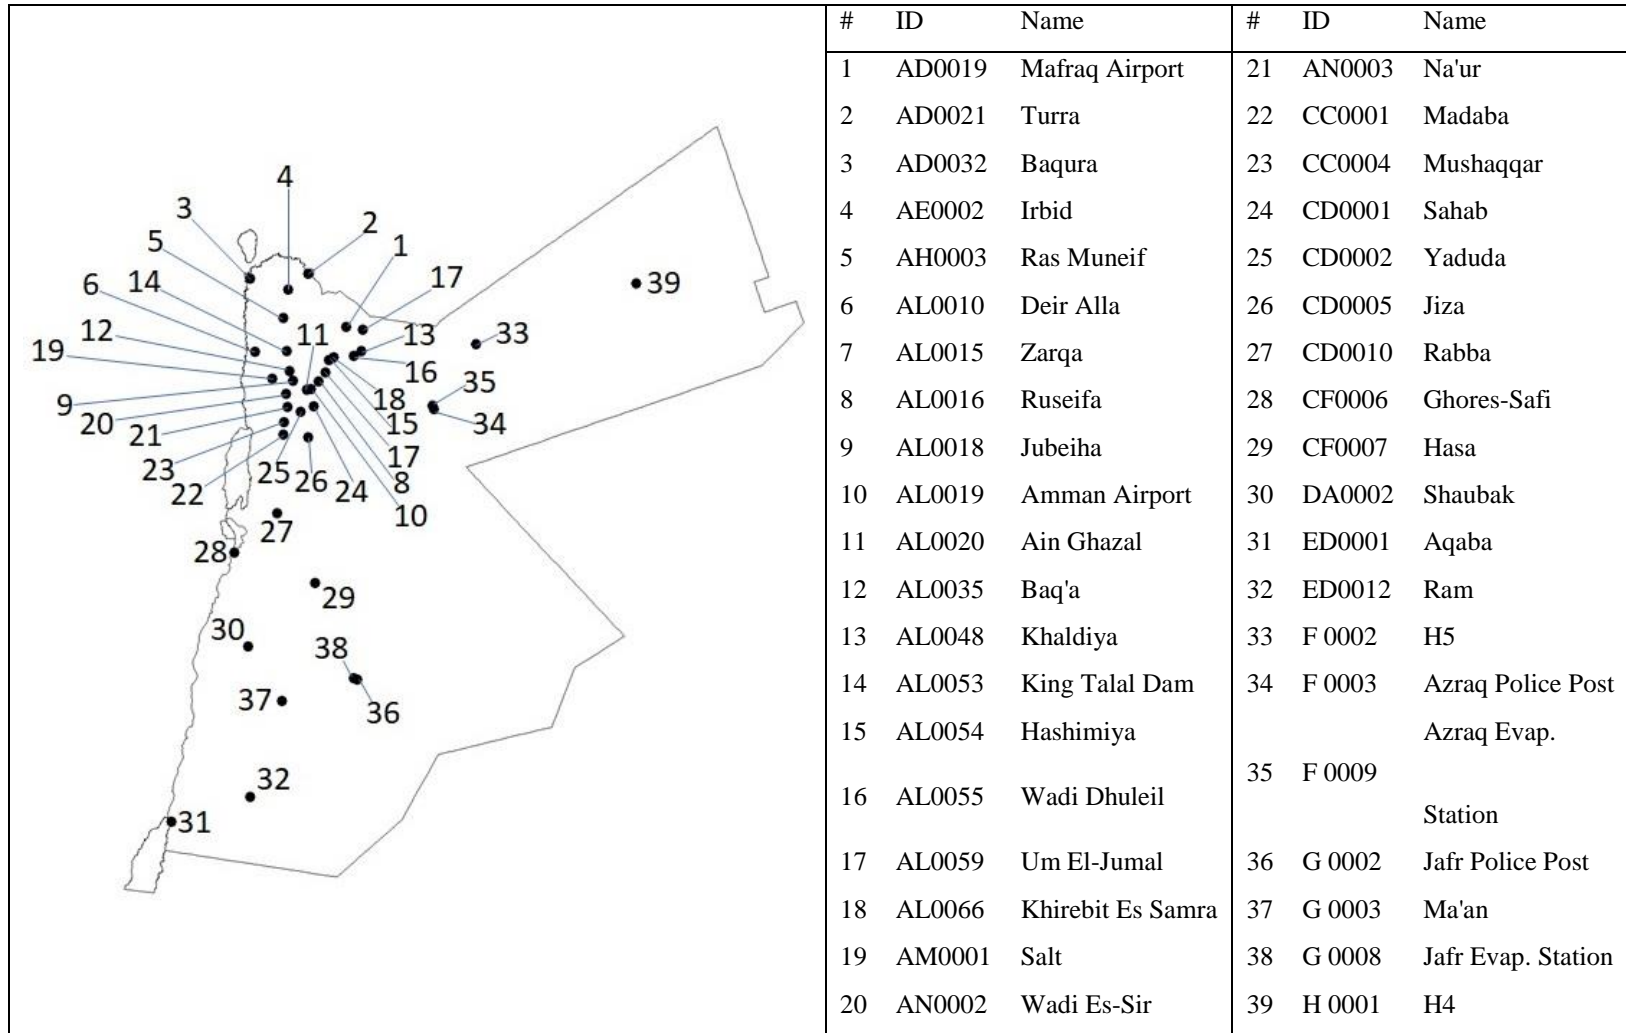 4
3
2
5
1
14
17
6
39
12
11
13
33
19
16
35
9
18
20
15
34
21
17
23
25
26
24
8
22
10
27
28
29
30
38
37
36
32
31
# ID Name # ID Name
1 AD0019 Mafraq Airport 21 AN0003 Na'ur
2 AD0021 Turra 22 CC0001 Madaba
3 AD0032 Baqura 23 CC0004 Mushaqqar
4 AE0002 Irbid 24 CD0001 Sahab
5 AH0003 Ras Muneif 25 CD0002 Yaduda
6 AL0010 Deir Alla 26 CD0005 Jiza
7 AL0015 Zarqa 27 CD0010 Rabba
8 AL0016 Ruseifa 28 CF0006 Ghores-Safi
9 AL0018 Jubeiha 29 CF0007 Hasa
10 AL0019 Amman Airport 30 DA0002 Shaubak
11 AL0020 Ain Ghazal 31 ED0001 Aqaba
12 AL0035 Baq'a 32 ED0012 Ram
13 AL0048 Khaldiya 33 F 0002 H5
14 AL0053 King Talal Dam 34 F 0003 Azraq Police Post
15 AL0054 Hashimiya 35 F 0009 Azraq Evap.
Station
16 AL0055 Wadi Dhuleil
17 AL0059 Um El-Jumal 36 G 0002 Jafr Police Post
18 AL0066 Khirebit Es Samra 37 G 0003 Ma'an
19 AM0001 Salt 38 G 0008 Jafr Evap. Station
20 AN0002 Wadi Es-Sir 39 H 0001 H4